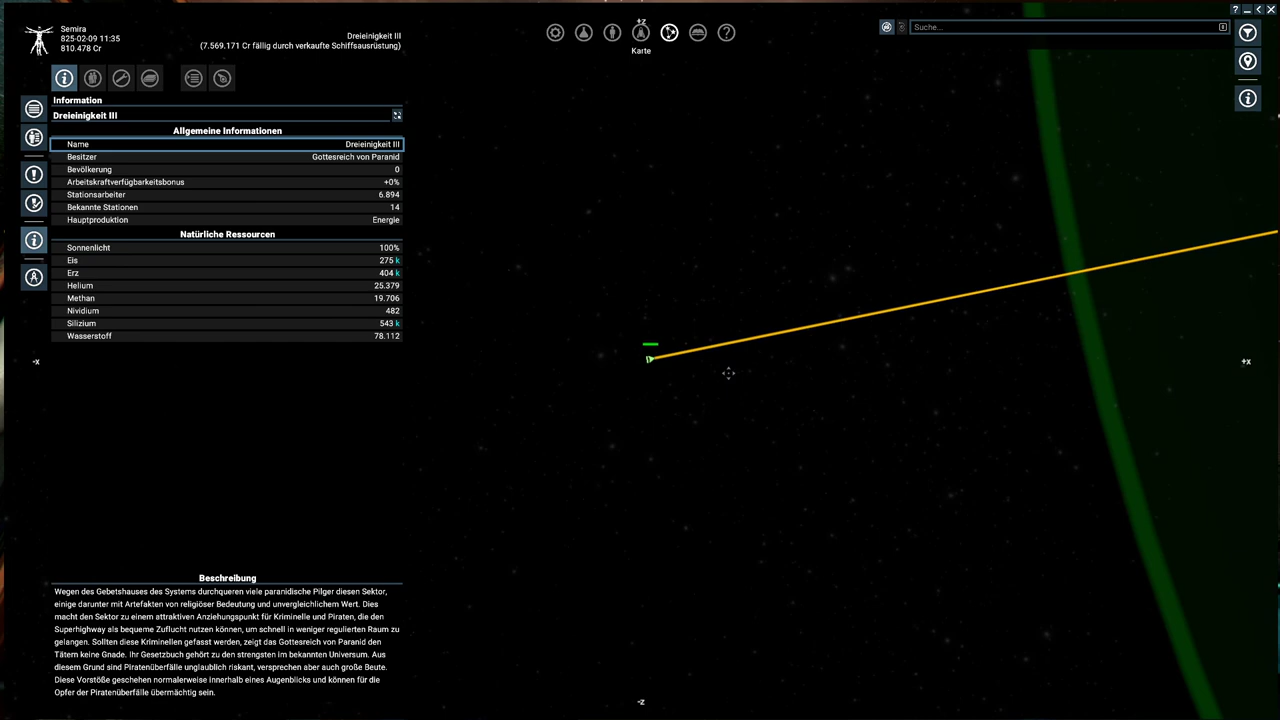 Semira
825-02-09 11:35
810.478 Cr
Dreieinigkeit III
(7.569.171 Cr fällig durch verkaufte Schiffsausrüstung)
+z
Karte
Suche...
Information
Dreieinigkeit III
Allgemeine Informationen
Name Dreieinigkeit III
Besitzer Gottesreich von Paranid
Bevölkerung 0
Arbeitskraftverfügbarkeitsbonus +0%
Stationsarbeiter 6.894
Bekannte Stationen 14
Hauptproduktion Energie
Natürliche Ressourcen
Sonnenlicht 100%
Eis 275 k
Erz 404 k
Helium 25.379
Methan 19.706
Nividium 482
Silizium 543 k
Wasserstoff 78.112
-x
+x
Beschreibung
Wegen des Gebetshauses des Systems durchqueren viele paranidische Pilger diesen Sektor,
einige darunter mit Artefakten von religiöser Bedeutung und unvergleichlichem Wert. Dies
macht den Sektor zu einem attraktiven Anziehungspunkt für Kriminelle und Piraten, die den
Superhighway als bequeme Zuflucht nutzen können, um schnell in weniger regulierten Raum zu
gelangen. Sollten diese Kriminellen gefasst werden, zeigt das Gottesreich von Paranid den
Tätern keine Gnade. Ihr Gesetzbuch gehört zu den strengsten im bekannten Universum. Aus
diesem Grund sind Piratenüberfälle unglaublich riskant, versprechen aber auch große Beute.
Diese Vorstöße geschehen normalerweise innerhalb eines Augenblicks und können für die
Opfer der Piratenüberfälle übermächtig sein.
-z